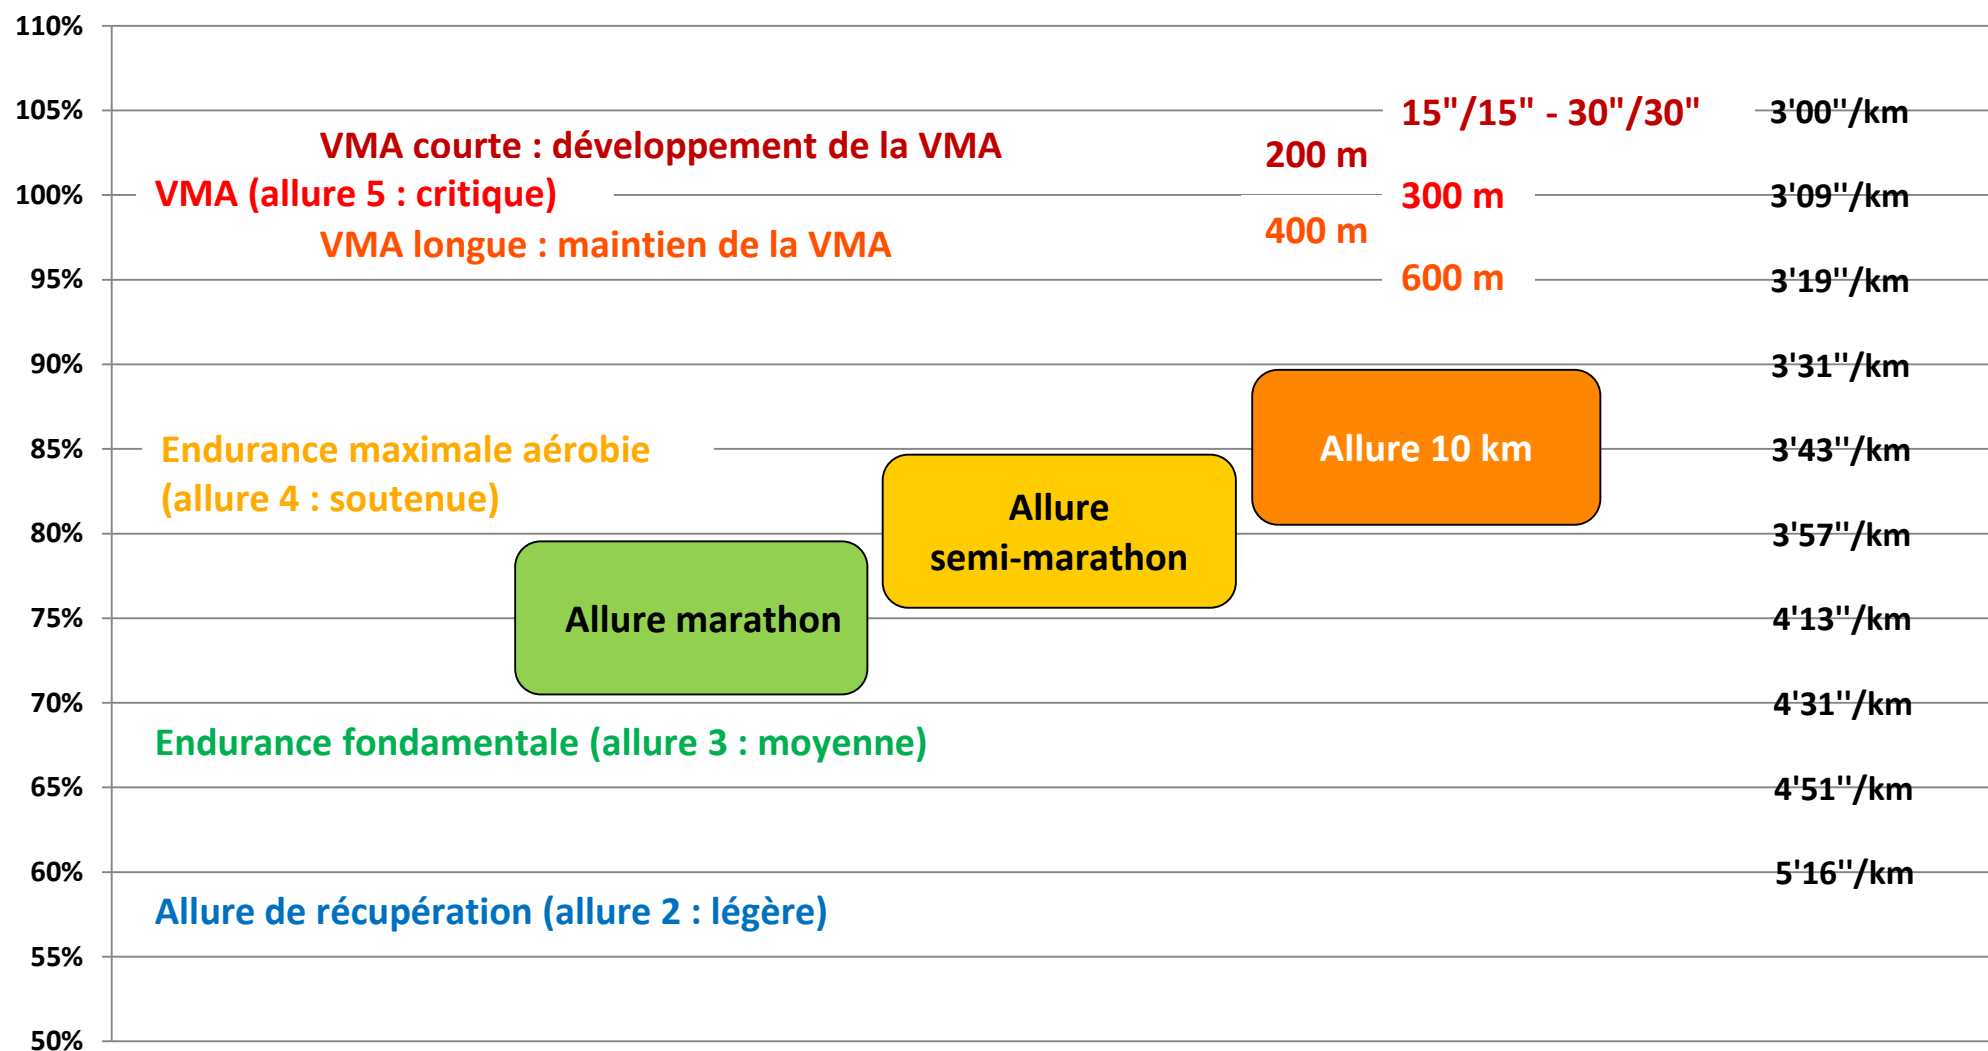 110%
105%
15"/15" - 30"/30"
3'00''/km
VMA courte : développement de la VMA
200 m
100%
VMA (allure 5 : critique)
300 m
3'09''/km
VMA longue : maintien de la VMA
400 m
95%
600 m
3'19''/km
90%
3'31''/km
85%
Endurance maximale aérobie
(allure 4 : soutenue)
Allure 10 km
3'43''/km
Allure
semi-marathon
80%
3'57''/km
75%
Allure marathon
4'13''/km
70%
4'31''/km
Endurance fondamentale (allure 3 : moyenne)
65%
4'51''/km
60%
5'16''/km
Allure de récupération (allure 2 : légère)
55%
50%